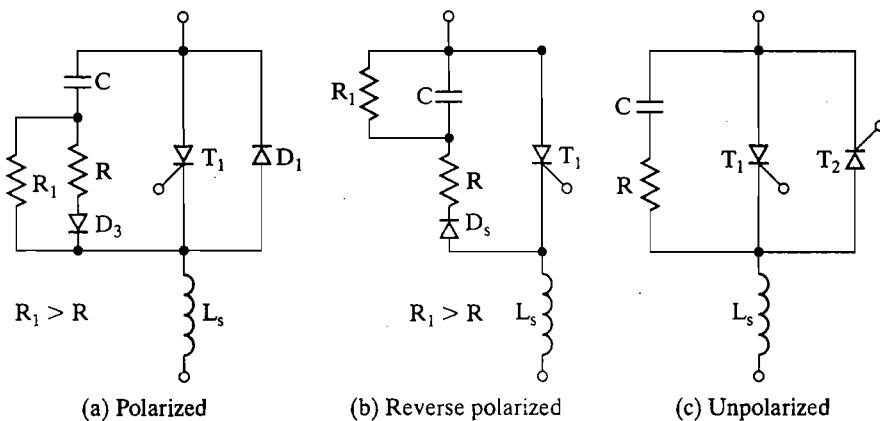 C
R₁
R
D₃
T₁
D₁
R₁ > R
Lₛ
(a) Polarized
R₁
C
R
Dₛ
T₁
R₁ > R
Lₛ
(b) Reverse polarized
C
R
T₁
T₂
Lₛ
(c) Unpolarized